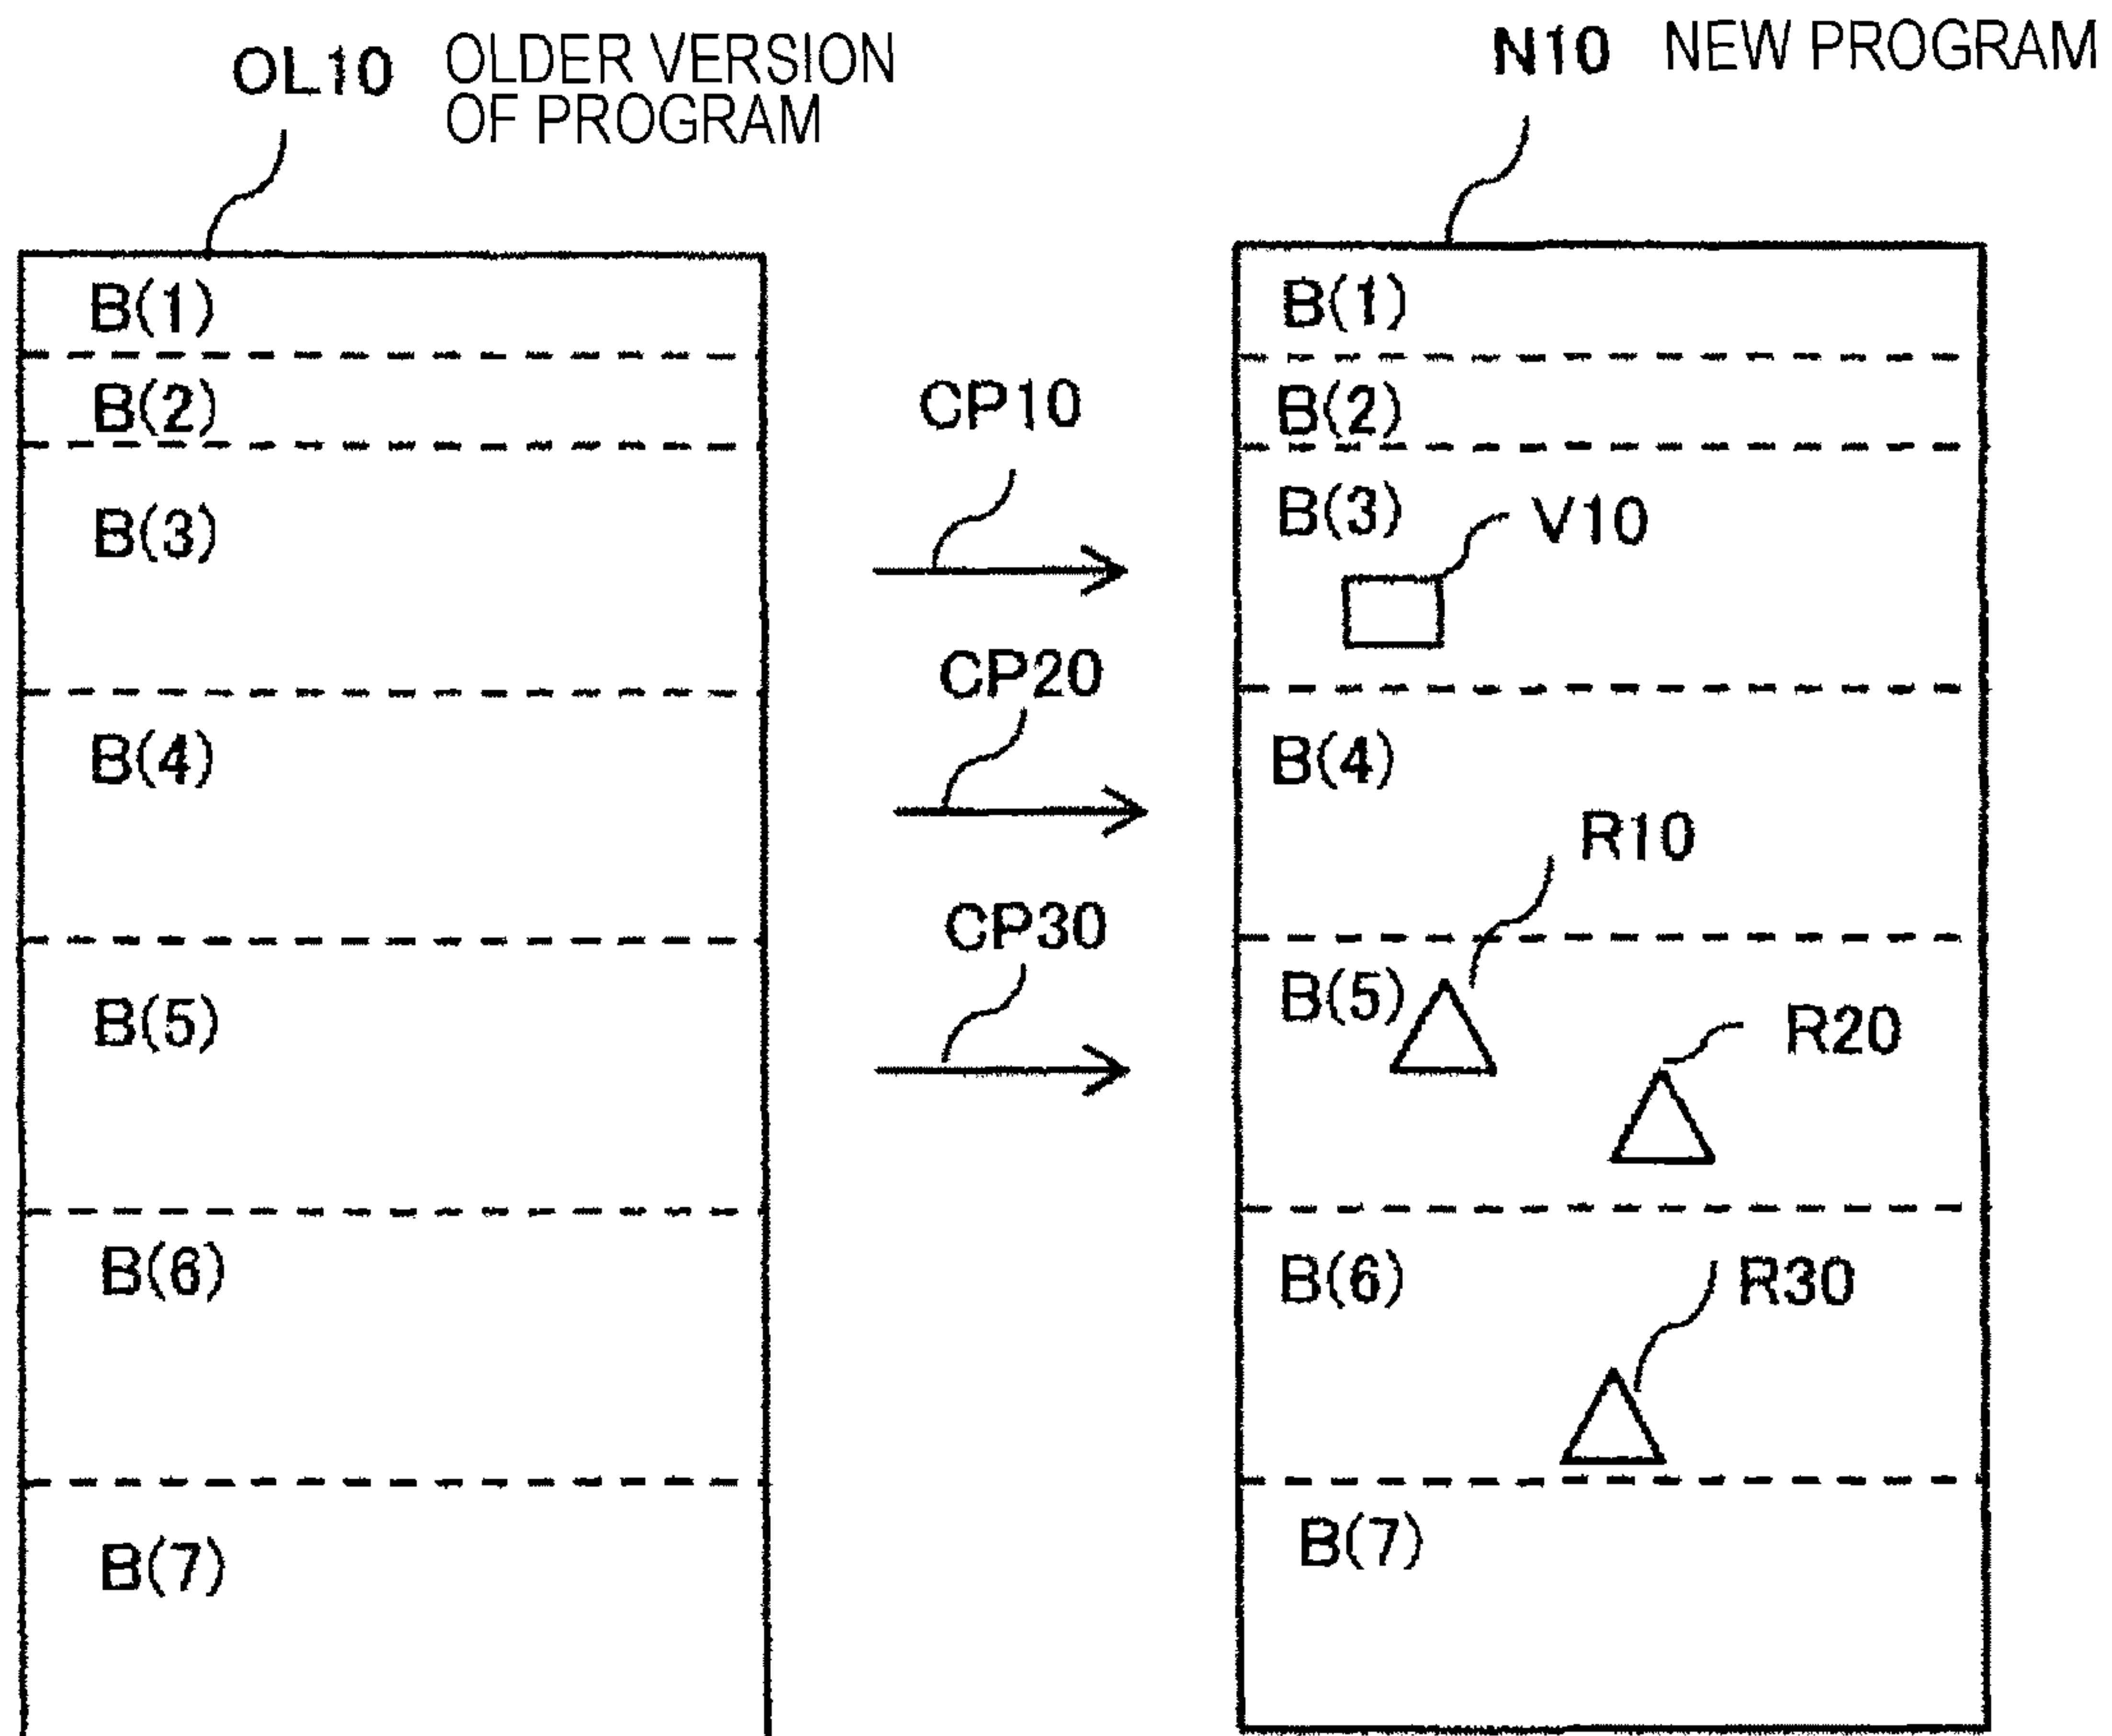 OL10 OLDER VERSION
OF PROGRAM
B(1)
B(2)
B(3)
B(4)
B(5)
B(6)
B(7)
CP10
CP20
CP30
N10 NEW PROGRAM
B(1)
B(2)
B(3)
V10
B(4)
R10
B(5)
R20
B(6)
R30
B(7)